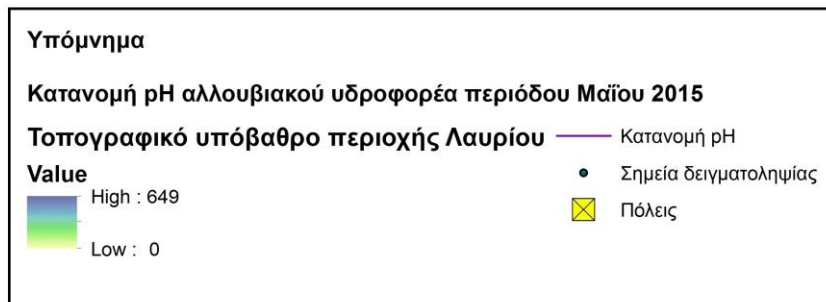 Υπόμνημα
Κατανομή pH αλλουβιακού υδροφορέα περιόδου Μαΐου 2015
Τοπογραφικό υπόβαθρο περιοχής Λαυρίου
Value
High : 649
Low : 0
Κατανομή pH
Σημεία δειγματοληψίας
Πόλεις